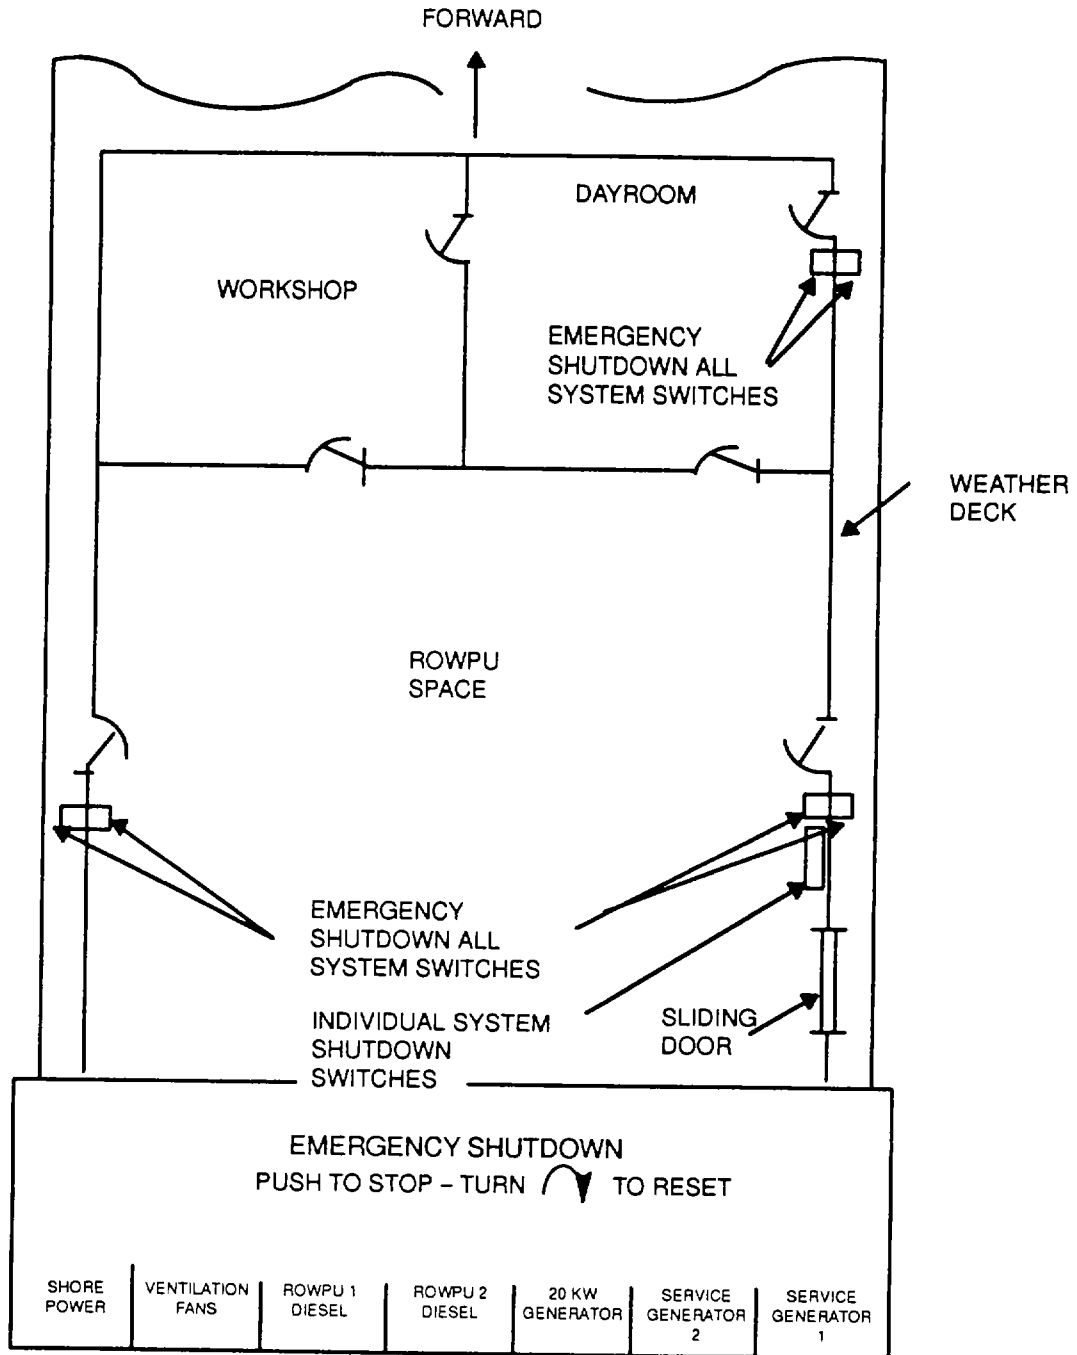 FORWARD
DAYROOM
WORKSHOP
EMERGENCY
SHUTDOWN ALL
SYSTEM SWITCHES
WEATHER
DECK
ROWPU
SPACE
EMERGENCY
SHUTDOWN ALL
SYSTEM SWITCHES
INDIVIDUAL SYSTEM
SHUTDOWN
SWITCHES
SLIDING
DOOR
EMERGENCY SHUTDOWN
PUSH TO STOP – TURN TO RESET
SHORE
POWER
VENTILATION
FANS
ROWPU 1
DIESEL
ROWPU 2
DIESEL
20 KW
GENERATOR
SERVICE
GENERATOR
2
SERVICE
GENERATOR
1